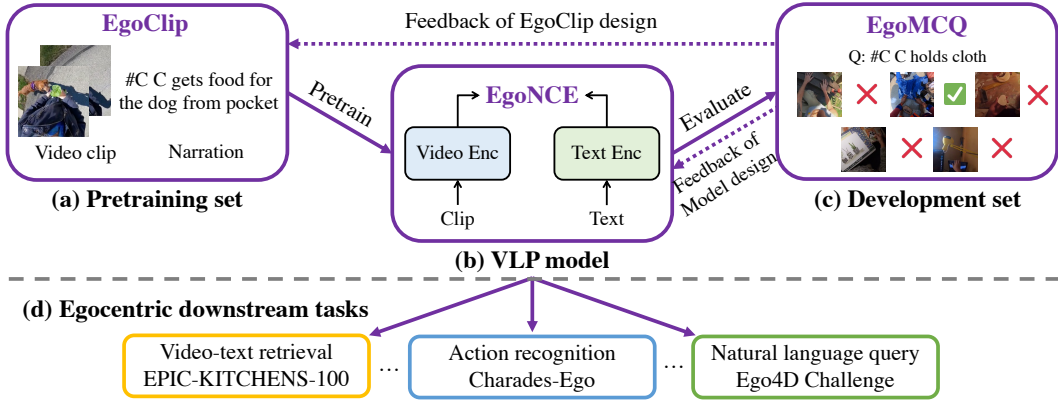 EgoClip
#C C gets food for
the dog from pocket
Video clip
Narration
(a) Pretraining set
Feedback of EgoClip design
Pretrain
EgoNCE
Video Enc
Text Enc
Clip
Text
(b) VLP model
Evaluate
Feedback of
Model design
EgoMCQ
Q: #C C holds cloth
(c) Development set
(d) Egocentric downstream tasks
Video-text retrieval
EPIC-KITCHENS-100
...
Action recognition
Charades-Ego
...
Natural language query
Ego4D Challenge